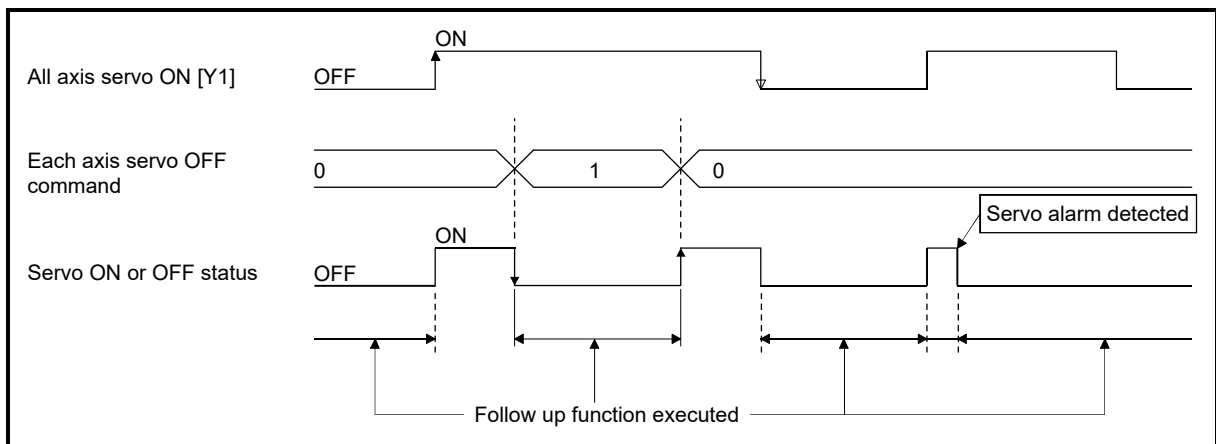 ON
All axis servo ON [Y1]
OFF
Each axis servo OFF
command
0
1
0
Servo alarm detected
ON
Servo ON or OFF status
OFF
Follow up function executed